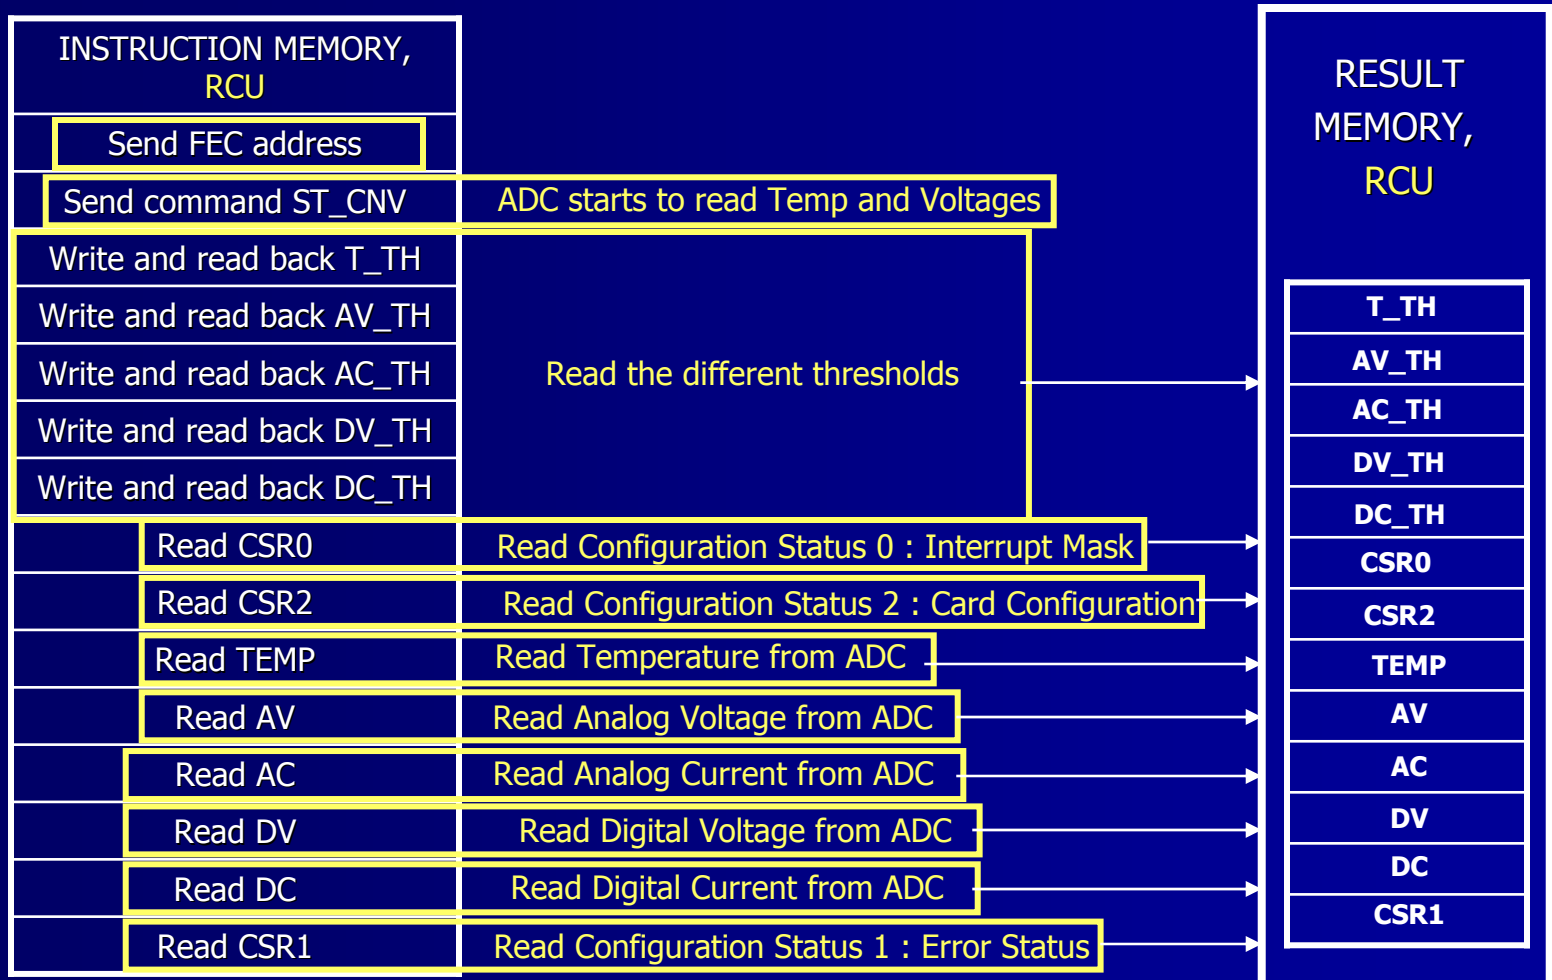 INSTRUCTION MEMORY,
RCU
Send FEC address
Send command ST_CNV
ADC starts to read Temp and Voltages
Write and read back T_TH
Write and read back AV_TH
Write and read back AC_TH
Write and read back DV_TH
Write and read back DC_TH
Read the different thresholds
Read CSR0
Read Configuration Status 0 : Interrupt Mask
Read CSR2
Read Configuration Status 2 : Card Configuration
Read TEMP
Read Temperature from ADC
Read AV
Read Analog Voltage from ADC
Read AC
Read Analog Current from ADC
Read DV
Read Digital Voltage from ADC
Read DC
Read Digital Current from ADC
Read CSR1
Read Configuration Status 1 : Error Status
RESULT
MEMORY,
RCU
T_TH
AV_TH
AC_TH
DV_TH
DC_TH
CSR0
CSR2
TEMP
AV
AC
DV
DC
CSR1